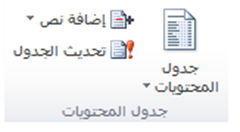 إضافة نص
تحديث الجدول
جدول
المحتويات
جدول المحتويات